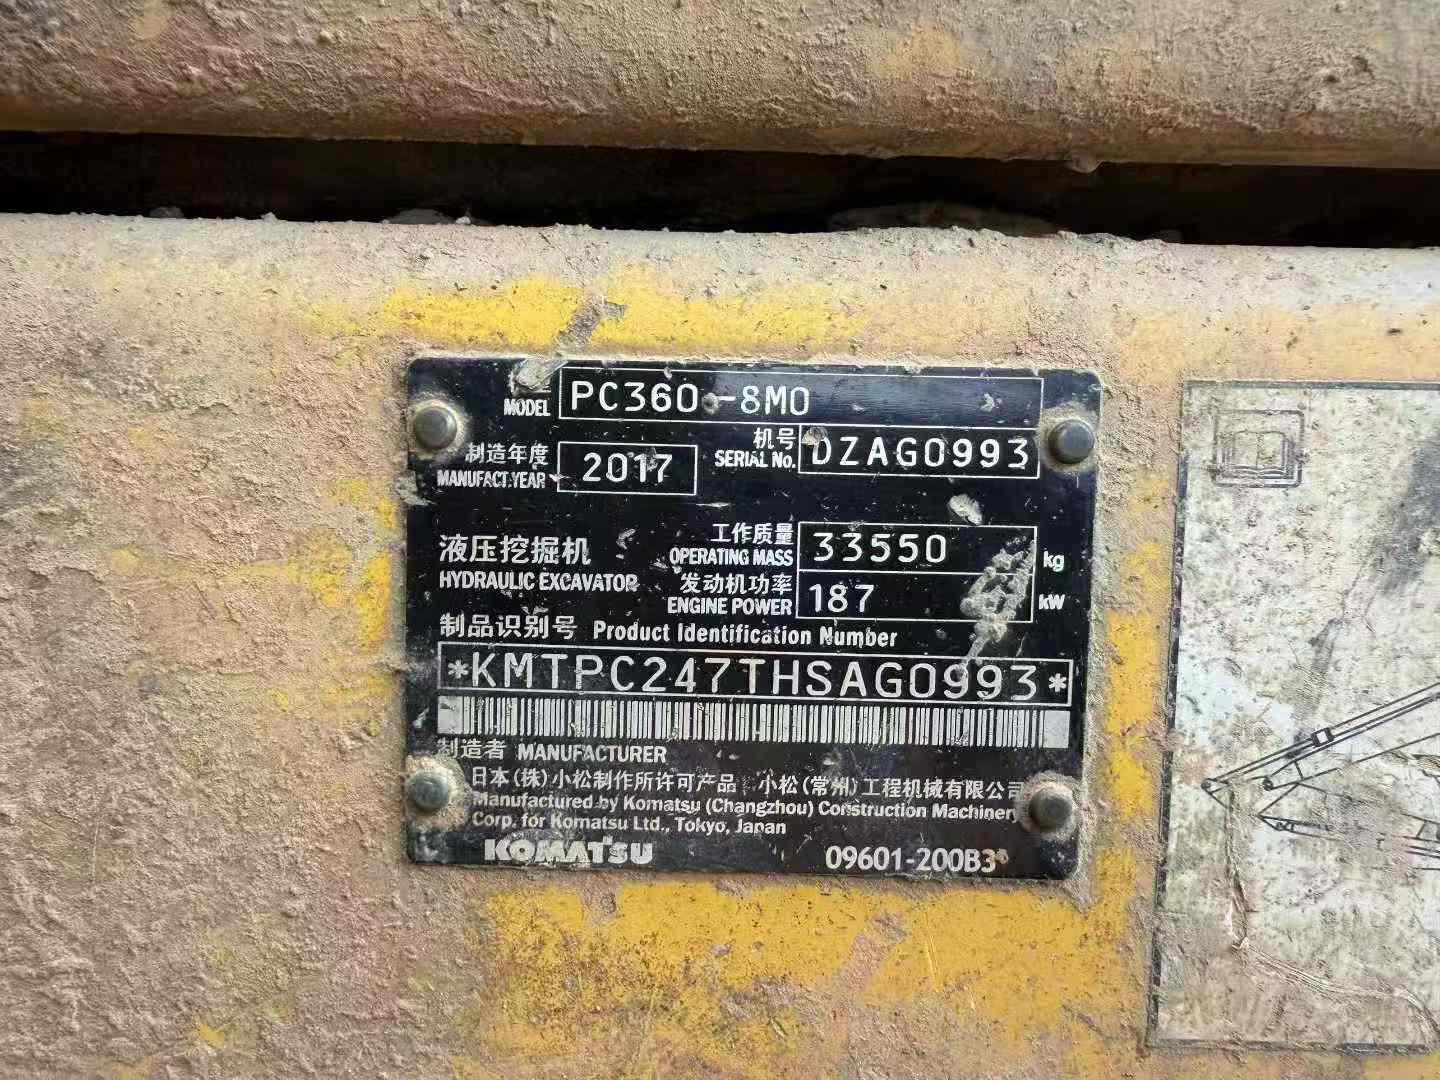 MODEL PC360-8M0
制造年度 2017 机号 DZAG0993
MANUFACT.YEAR SERIAL No.
液压挖掘机 工作质量 33550 kg
HYDRAULIC EXCAVATOR OPERATING MASS
发动机功率 187 kW
ENGINE POWER
制品识别号 Product Identification Number
*KMTPC247THSAG0993*
制造者 MANUFACTURER
日本(株)小松制作所许可产品 小松(常州)工程机械有限公司
Manufactured by Komatsu (Changzhou) Construction Machinery
Corp. for Komatsu Ltd., Tokyo, Japan
KOMATSU 09601-200B3